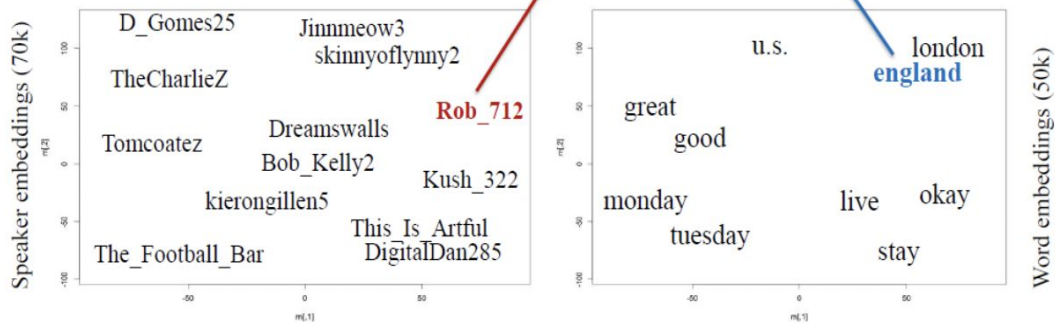 Speaker embeddings (70k)
D_Gomes25
Jinnmeow3
skinnyoflynny2
TheCharlieZ
Rob_712
Dreamswalls
Tomcoatez
Bob_Kelly2
Kush_322
kierongillen5
This_Is_Artful
DigitalDan285
The_Football_Bar
m[,2]
100
50
0
-50
-100
-50
0
50
m[,1]
u.s.
london
england
great
good
monday
live
okay
tuesday
stay
m[,2]
100
50
0
-50
-100
-50
0
50
m[,1]
Word embeddings (50k)